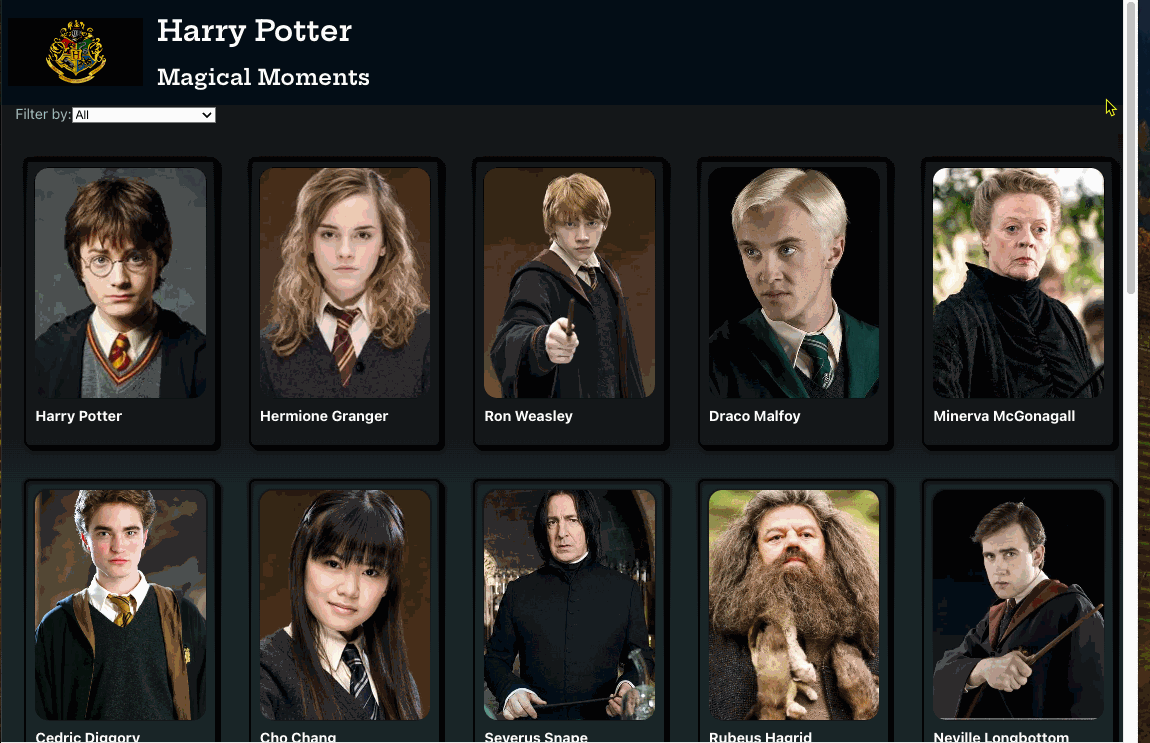 Harry Potter
Magical Moments
Filter by: All
Harry Potter
Hermione Granger
Ron Weasley
Draco Malfoy
Minerva McGonagall
Cedric Diggory
Cho Chang
Severus Snape
Rubeus Hagrid
Neville Longbottom